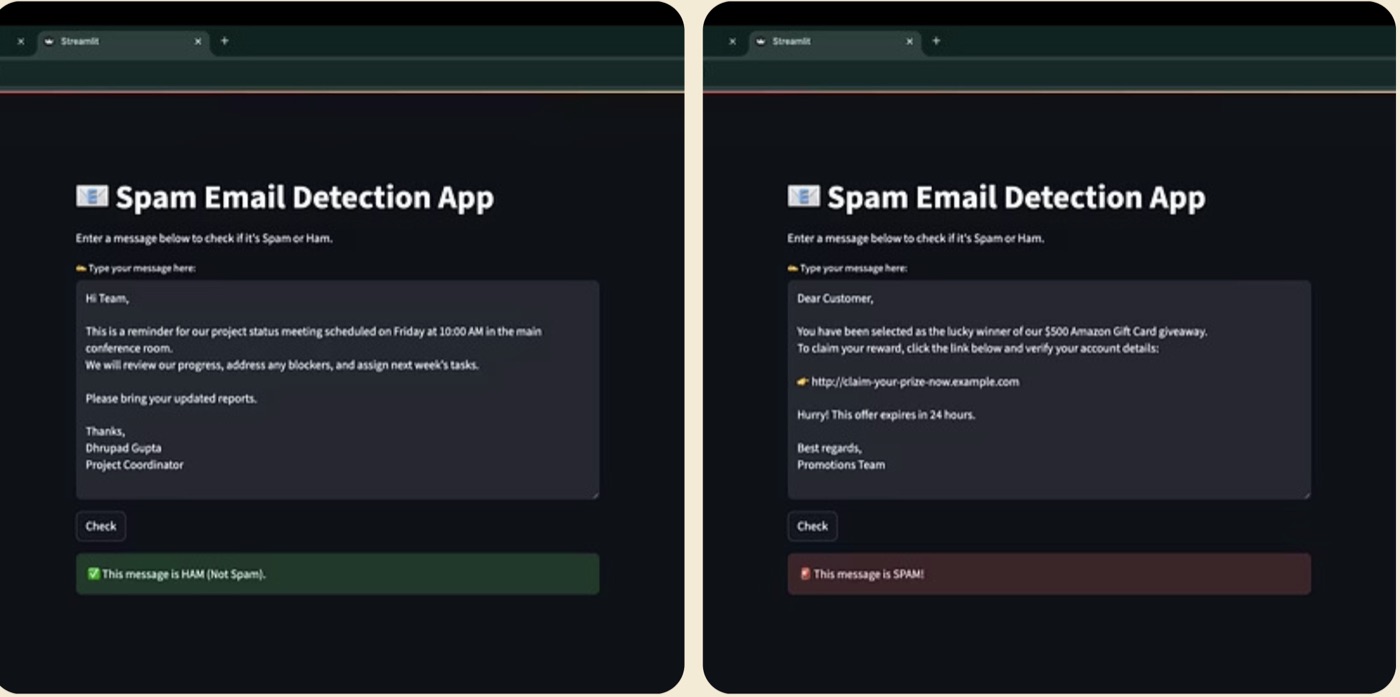 Streamlit
📧 Spam Email Detection App
Enter a message below to check if it's Spam or Ham.
✍️ Type your message here:
Hi Team,
This is a reminder for our project status meeting scheduled on Friday at 10:00 AM in the main
conference room.
We will review our progress, address any blockers, and assign next week's tasks.
Please bring your updated reports.
Thanks,
Dhrupad Gupta
Project Coordinator
Check
✅ This message is HAM (Not Spam).
Streamlit
📧 Spam Email Detection App
Enter a message below to check if it's Spam or Ham.
✍️ Type your message here:
Dear Customer,
You have been selected as the lucky winner of our $500 Amazon Gift Card giveaway.
To claim your reward, click the link below and verify your account details:
👉 http://claim-your-prize-now.example.com
Hurry! This offer expires in 24 hours.
Best regards,
Promotions Team
Check
🚨 This message is SPAM!